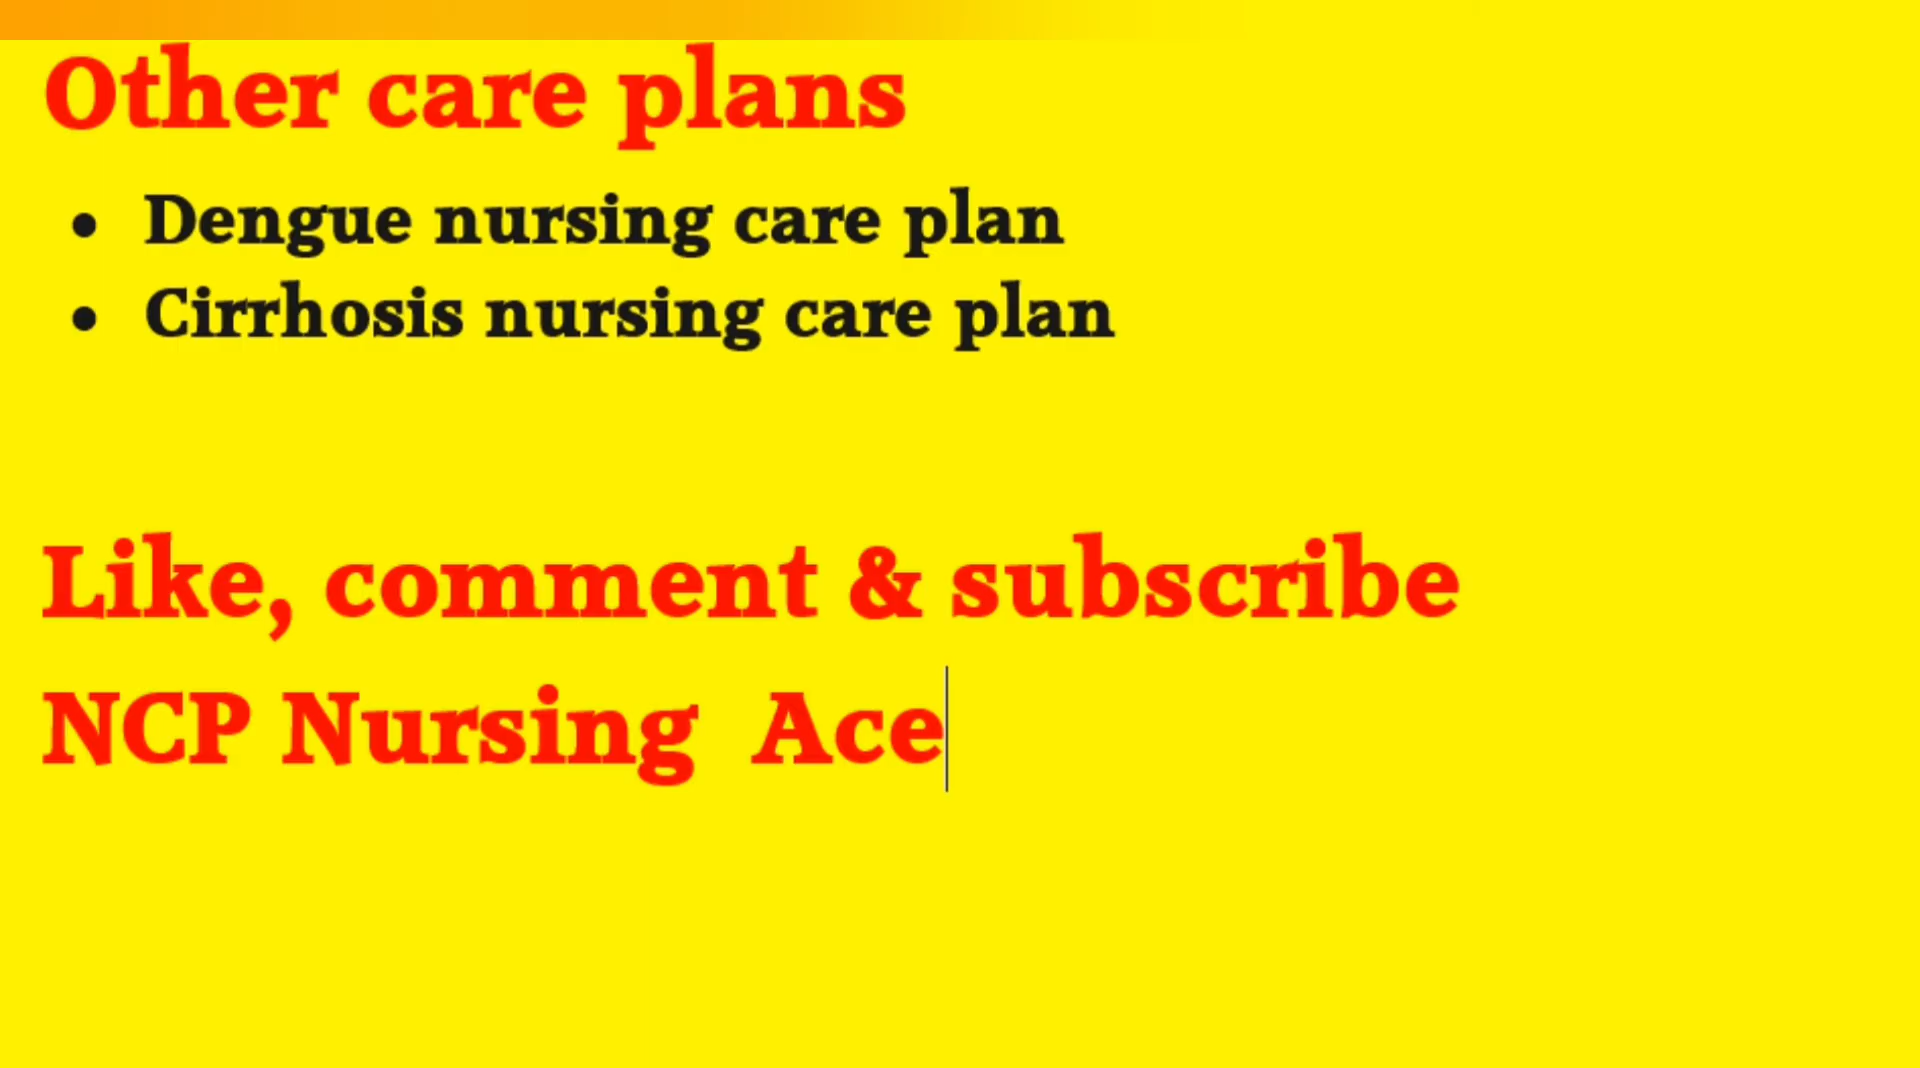 Other care plans
• Dengue nursing care plan
• Cirrhosis nursing care plan
Like, comment & subscribe
NCP Nursing  Ace